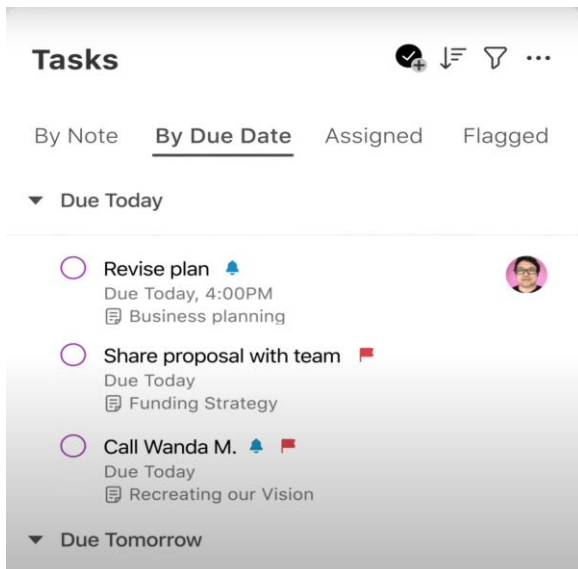 Tasks
By Note By Due Date Assigned Flagged
Due Today
Revise plan
Due Today, 4:00PM
Business planning
Share proposal with team
Due Today
Funding Strategy
Call Wanda M.
Due Today
Recreating our Vision
Due Tomorrow